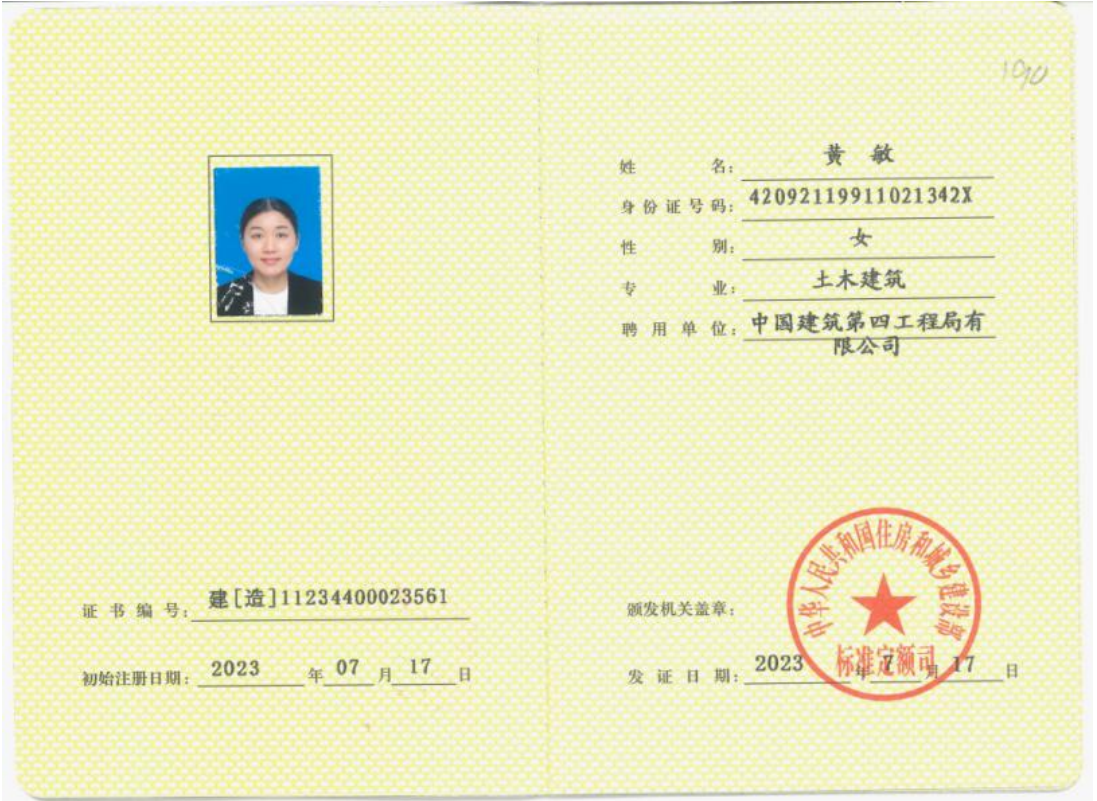 1010
姓 名: 黄 敏
身份证号码: 42092119911021342X
性 别: 女
专 业: 土木建筑
聘用单位: 中国建筑第四工程局有
限公司
证书编号: 建[造]11234400023561
初始注册日期: 2023 年 07 月 17 日
颁发机关盖章:
中华人民共和国住房和城乡建设部
标准定额司
发证日期: 2023 年 7 月 17 日